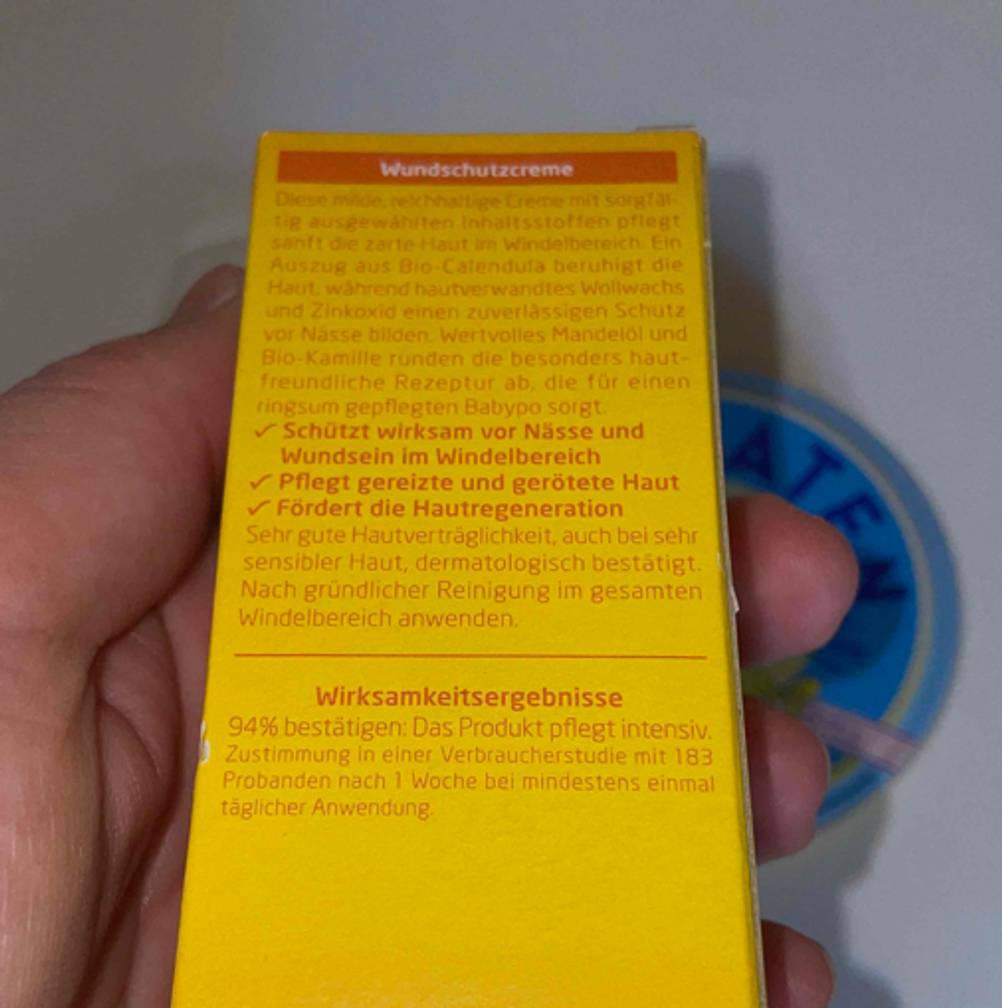 Wundschutzcreme
Diese milde, reichhaltige Creme mit sorgfäl-
tig ausgewählten Inhaltsstoffen pflegt
sanft die zarte Haut im Windelbereich. Ein
Auszug aus Bio-Calendula beruhigt die
Haut, während hautverwandtes Wollwachs
und Zinkoxid einen zuverlässigen Schutz
vor Nässe bilden. Wertvolles Mandelöl und
Bio-Kamille runden die besonders haut-
freundliche Rezeptur ab, die für einen
ringsum gepflegten Babypo sorgt.
✓ Schützt wirksam vor Nässe und
Wundsein im Windelbereich
✓ Pflegt gereizte und gerötete Haut
✓ Fördert die Hautregeneration
Sehr gute Hautverträglichkeit, auch bei sehr
sensibler Haut, dermatologisch bestätigt.
Nach gründlicher Reinigung im gesamten
Windelbereich anwenden.
Wirksamkeitsergebnisse
94% bestätigen: Das Produkt pflegt intensiv.
Zustimmung in einer Verbraucherstudie mit 183
Probanden nach 1 Woche bei mindestens einmal
täglicher Anwendung.
ATEN